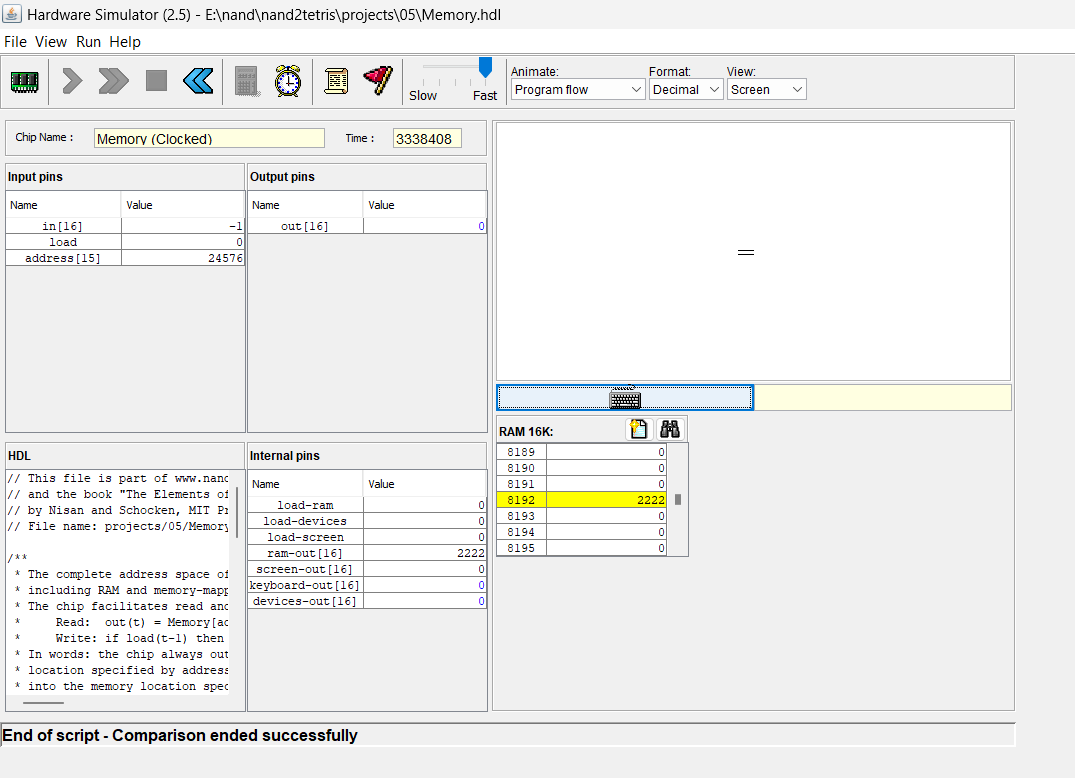 Hardware Simulator (2.5) - E:\nand\nand2tetris\projects\05\Memory.hdl
File View Run Help
Slow Fast
Animate: Format: View:
Program flow Decimal Screen
Chip Name : Memory (Clocked) Time : 3338408
Input pins
Name Value
in[16] -1
load 0
address[15] 24576
Output pins
Name Value
out[16] 0
HDL
// This file is part of www.nand
// and the book "The Elements of
// by Nisan and Schocken, MIT Pr
// File name: projects/05/Memory
/**
* The complete address space of
* including RAM and memory-mapp
* The chip facilitates read and
* Read: out(t) = Memory[ad
* Write: if load(t-1) then
* In words: the chip always out
* location specified by address
* into the memory location spec
Internal pins
Name Value
load-ram 0
load-devices 0
load-screen 0
ram-out[16] 2222
screen-out[16] 0
keyboard-out[16] 0
devices-out[16] 0
RAM 16K:
8189 0
8190 0
8191 0
8192 2222
8193 0
8194 0
8195 0
End of script - Comparison ended successfully